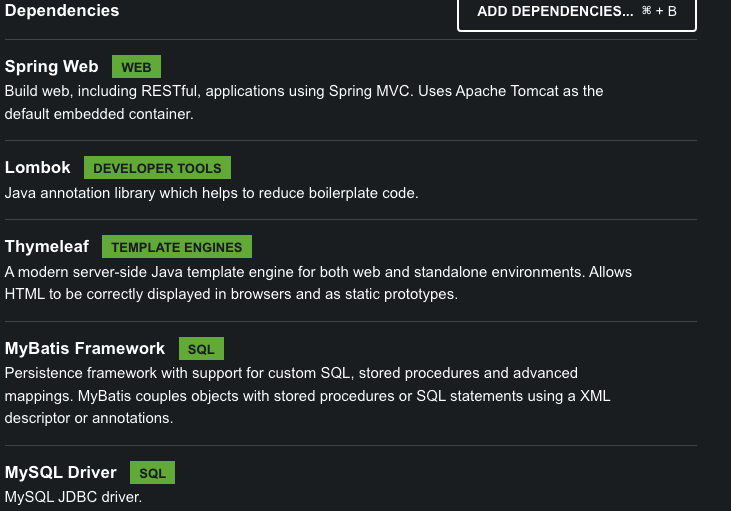 Dependencies
ADD DEPENDENCIES... ⌘ + B
Spring Web WEB
Build web, including RESTful, applications using Spring MVC. Uses Apache Tomcat as the
default embedded container.
Lombok DEVELOPER TOOLS
Java annotation library which helps to reduce boilerplate code.
Thymeleaf TEMPLATE ENGINES
A modern server-side Java template engine for both web and standalone environments. Allows
HTML to be correctly displayed in browsers and as static prototypes.
MyBatis Framework SQL
Persistence framework with support for custom SQL, stored procedures and advanced
mappings. MyBatis couples objects with stored procedures or SQL statements using a XML
descriptor or annotations.
MySQL Driver SQL
MySQL JDBC driver.